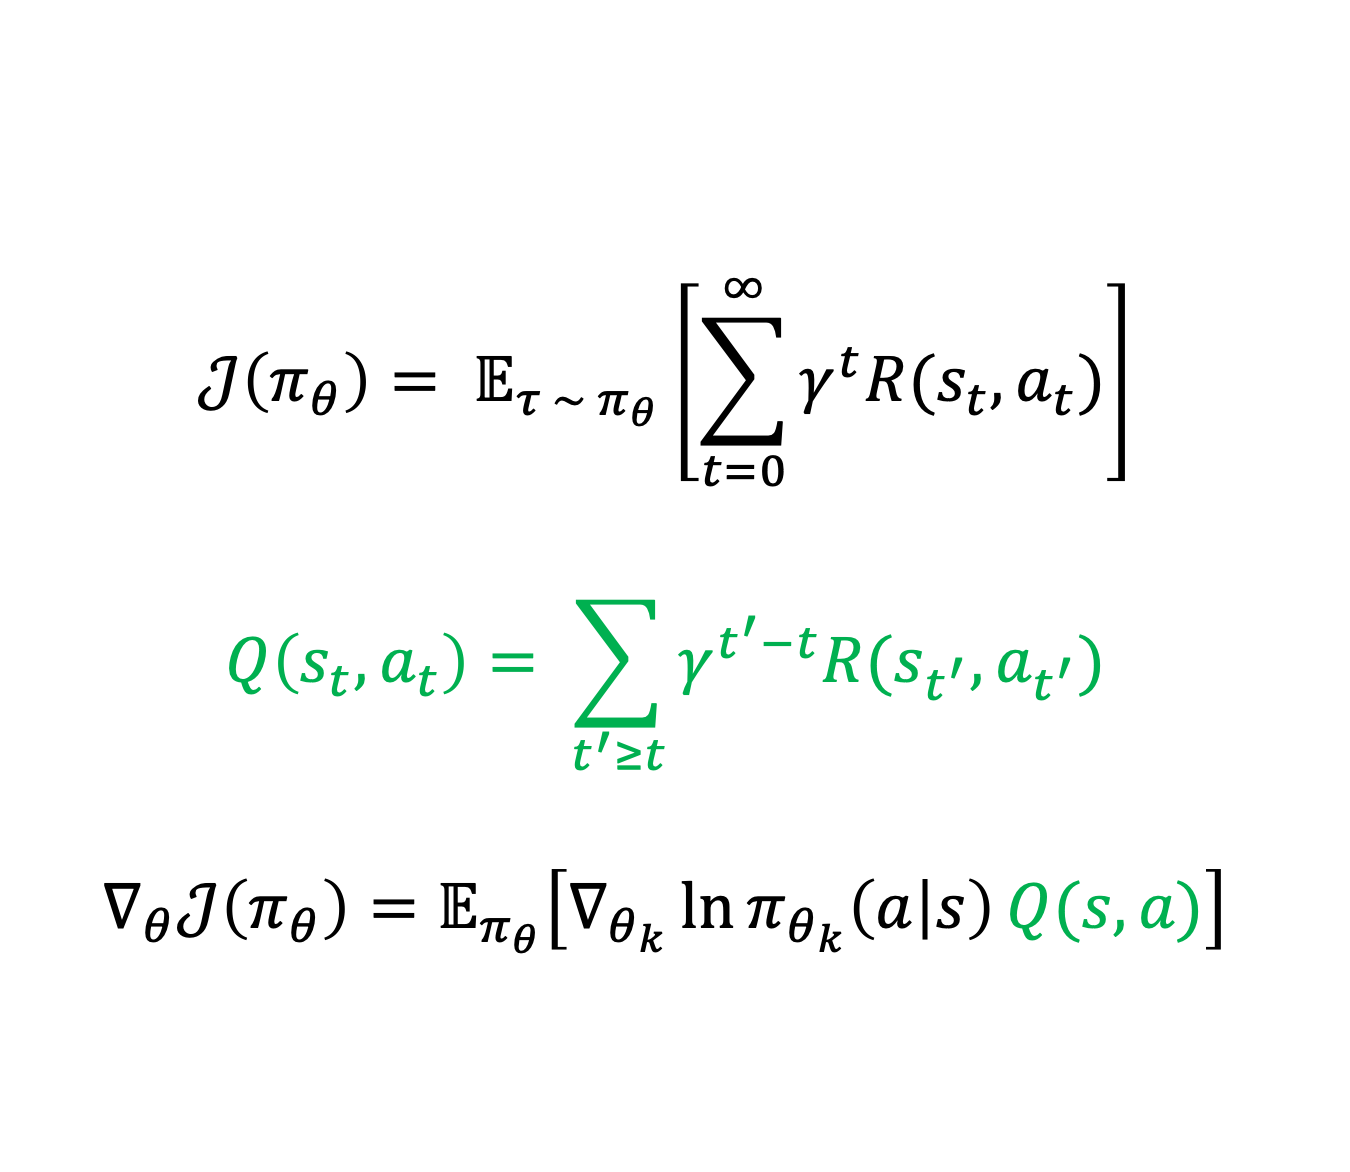 𝒥(π_θ) = 𝔼_{τ ~ π_θ} [∑_{t=0}^{∞} γ^t R(s_t, a_t)]
Q(s_t, a_t) = ∑_{t′≥t} γ^{t′−t} R(s_{t′}, a_{t′})
∇_θ 𝒥(π_θ) = 𝔼_{π_θ} [∇_{θ_k} ln π_{θ_k}(a|s) Q(s, a)]